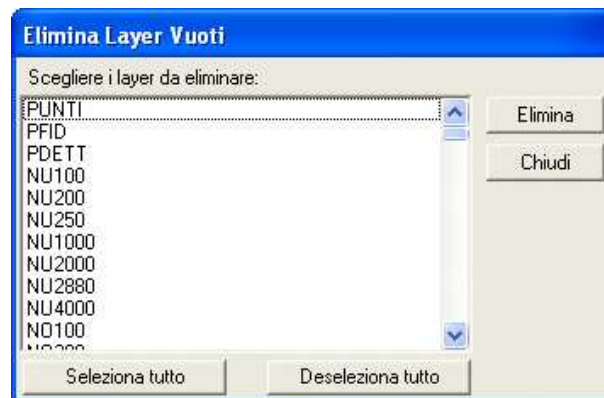 Elimina Layer Vuoti
Scegliere i layer da eliminare:
PUNTI
PFID
PDETT
NU100
NU200
NU250
NU1000
NU2000
NU2880
NU4000
NO100
Elimina
Chiudi
Seleziona tutto
Deseleziona tutto